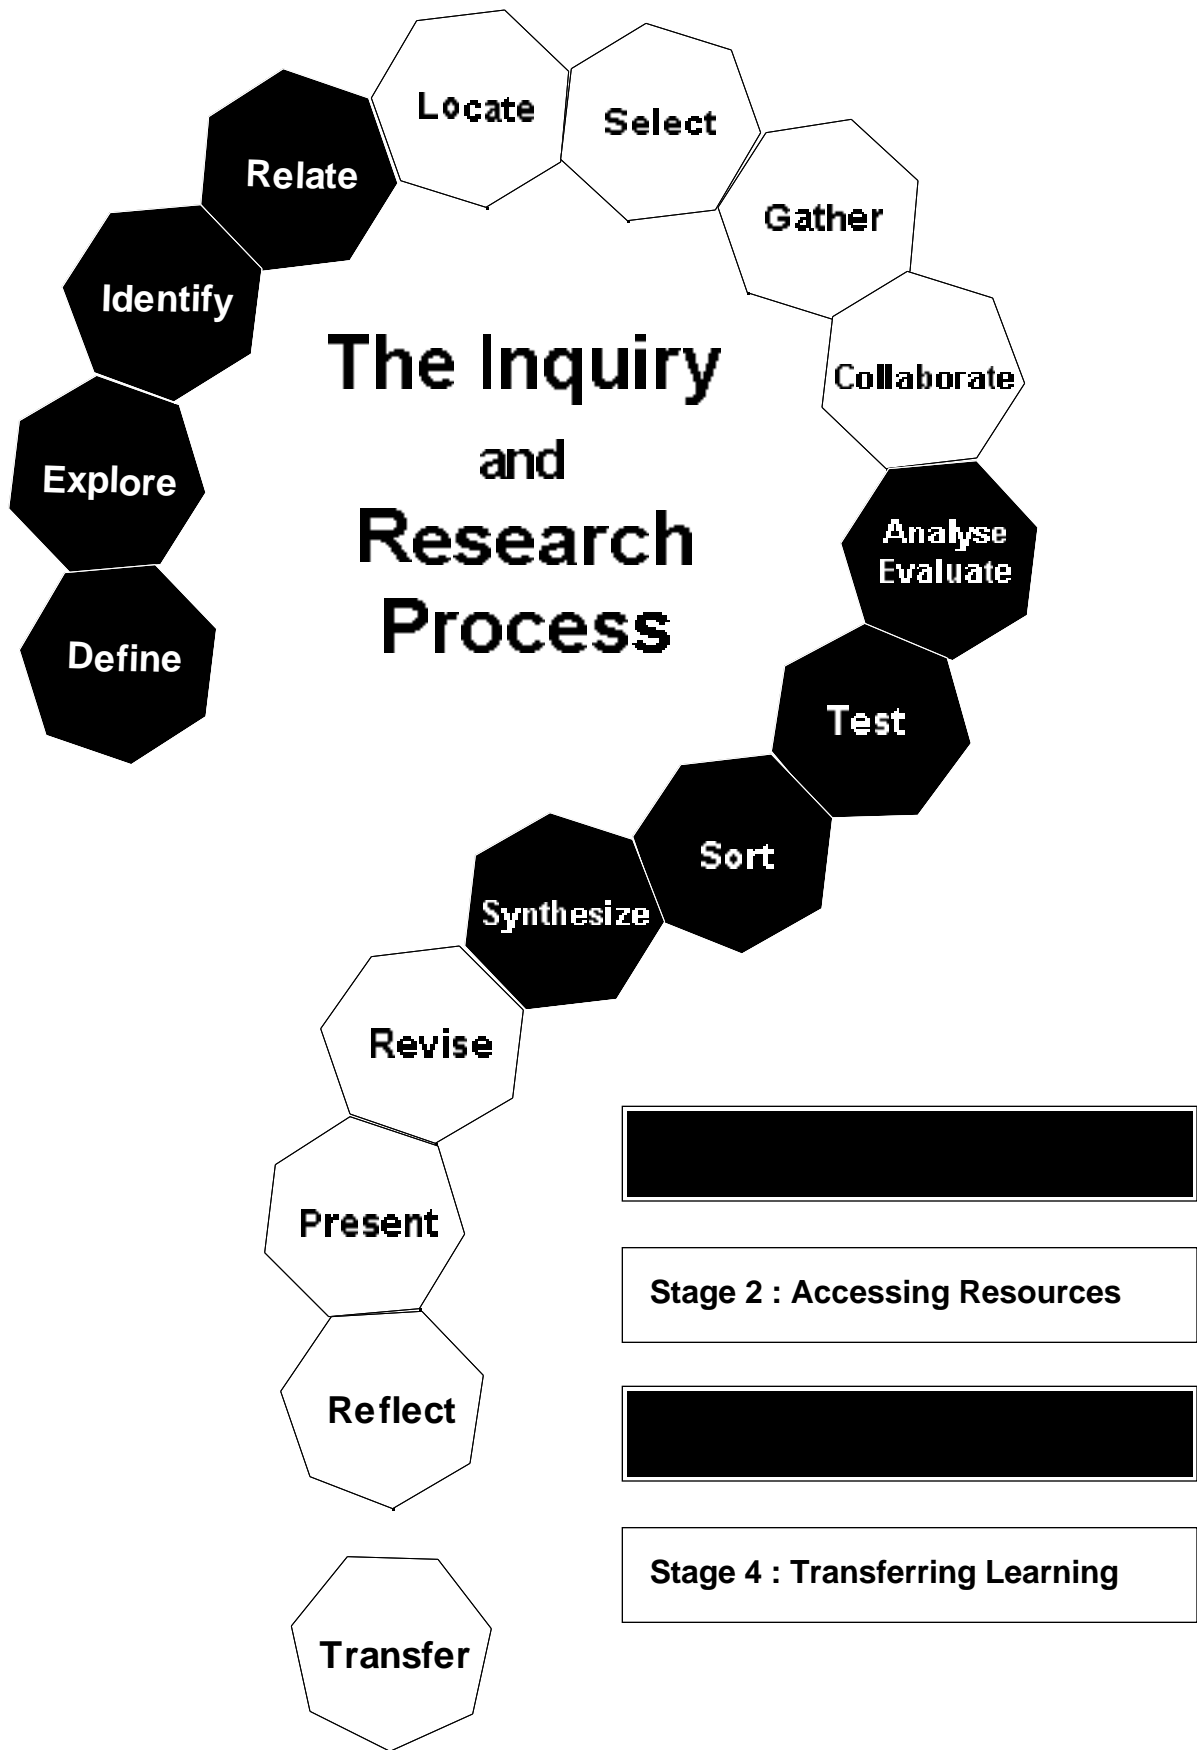 Define
Explore
Identify
Relate
Locate
Select
Gather
Collaborate
Analyse
Evaluate
Test
Sort
Synthesize
Revise
Present
Reflect
Transfer
The Inquiry
and
Research
Process
Stage 2 : Accessing Resources
Stage 4 : Transferring Learning